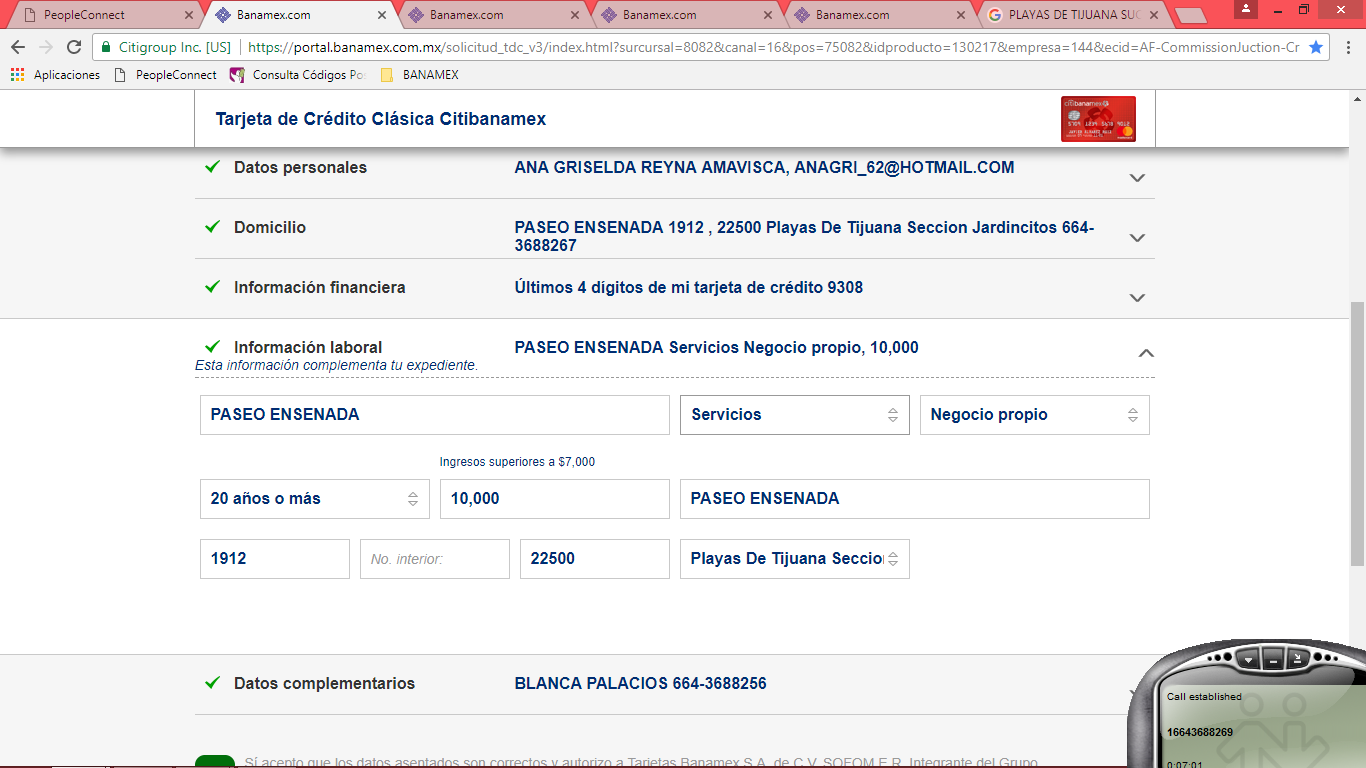 PeopleConnect
Banamex.com
Banamex.com
Banamex.com
Banamex.com
PLAYAS DE TIJUANA SUC
Citigroup Inc. [US]
https://portal.banamex.com.mx/solicitud_tdc_v3/index.html?sursursal=8082&canal=16&pos=75082&idproducto=130217&empresa=144&ecid=AF-CommissionJuction-Cr
Aplicaciones
PeopleConnect
Consulta Códigos Po
BANAMEX
Tarjeta de Crédito Clásica Citibanamex
citibanamex
Datos personales
ANA GRISELDA REYNA AMAVISCA, ANAGRI_62@HOTMAIL.COM
Domicilio
PASEO ENSENADA 1912 , 22500 Playas De Tijuana Seccion Jardincitos 664-
3688267
Información financiera
Últimos 4 dígitos de mi tarjeta de crédito 9308
Información laboral
PASEO ENSENADA Servicios Negocio propio, 10,000
Esta información complementa tu expediente.
PASEO ENSENADA
Servicios
Negocio propio
Ingresos superiores a $7,000
20 años o más
10,000
PASEO ENSENADA
1912
No. interior:
22500
Playas De Tijuana Seccio
Datos complementarios
BLANCA PALACIOS 664-3688256
Call established
16643688269
0:07:01
Sí acepto que los datos asentados son correctos y autorizo a Tarjetas Banamex S.A. de C.V. SOFOM E.R. Integrante del Grupo